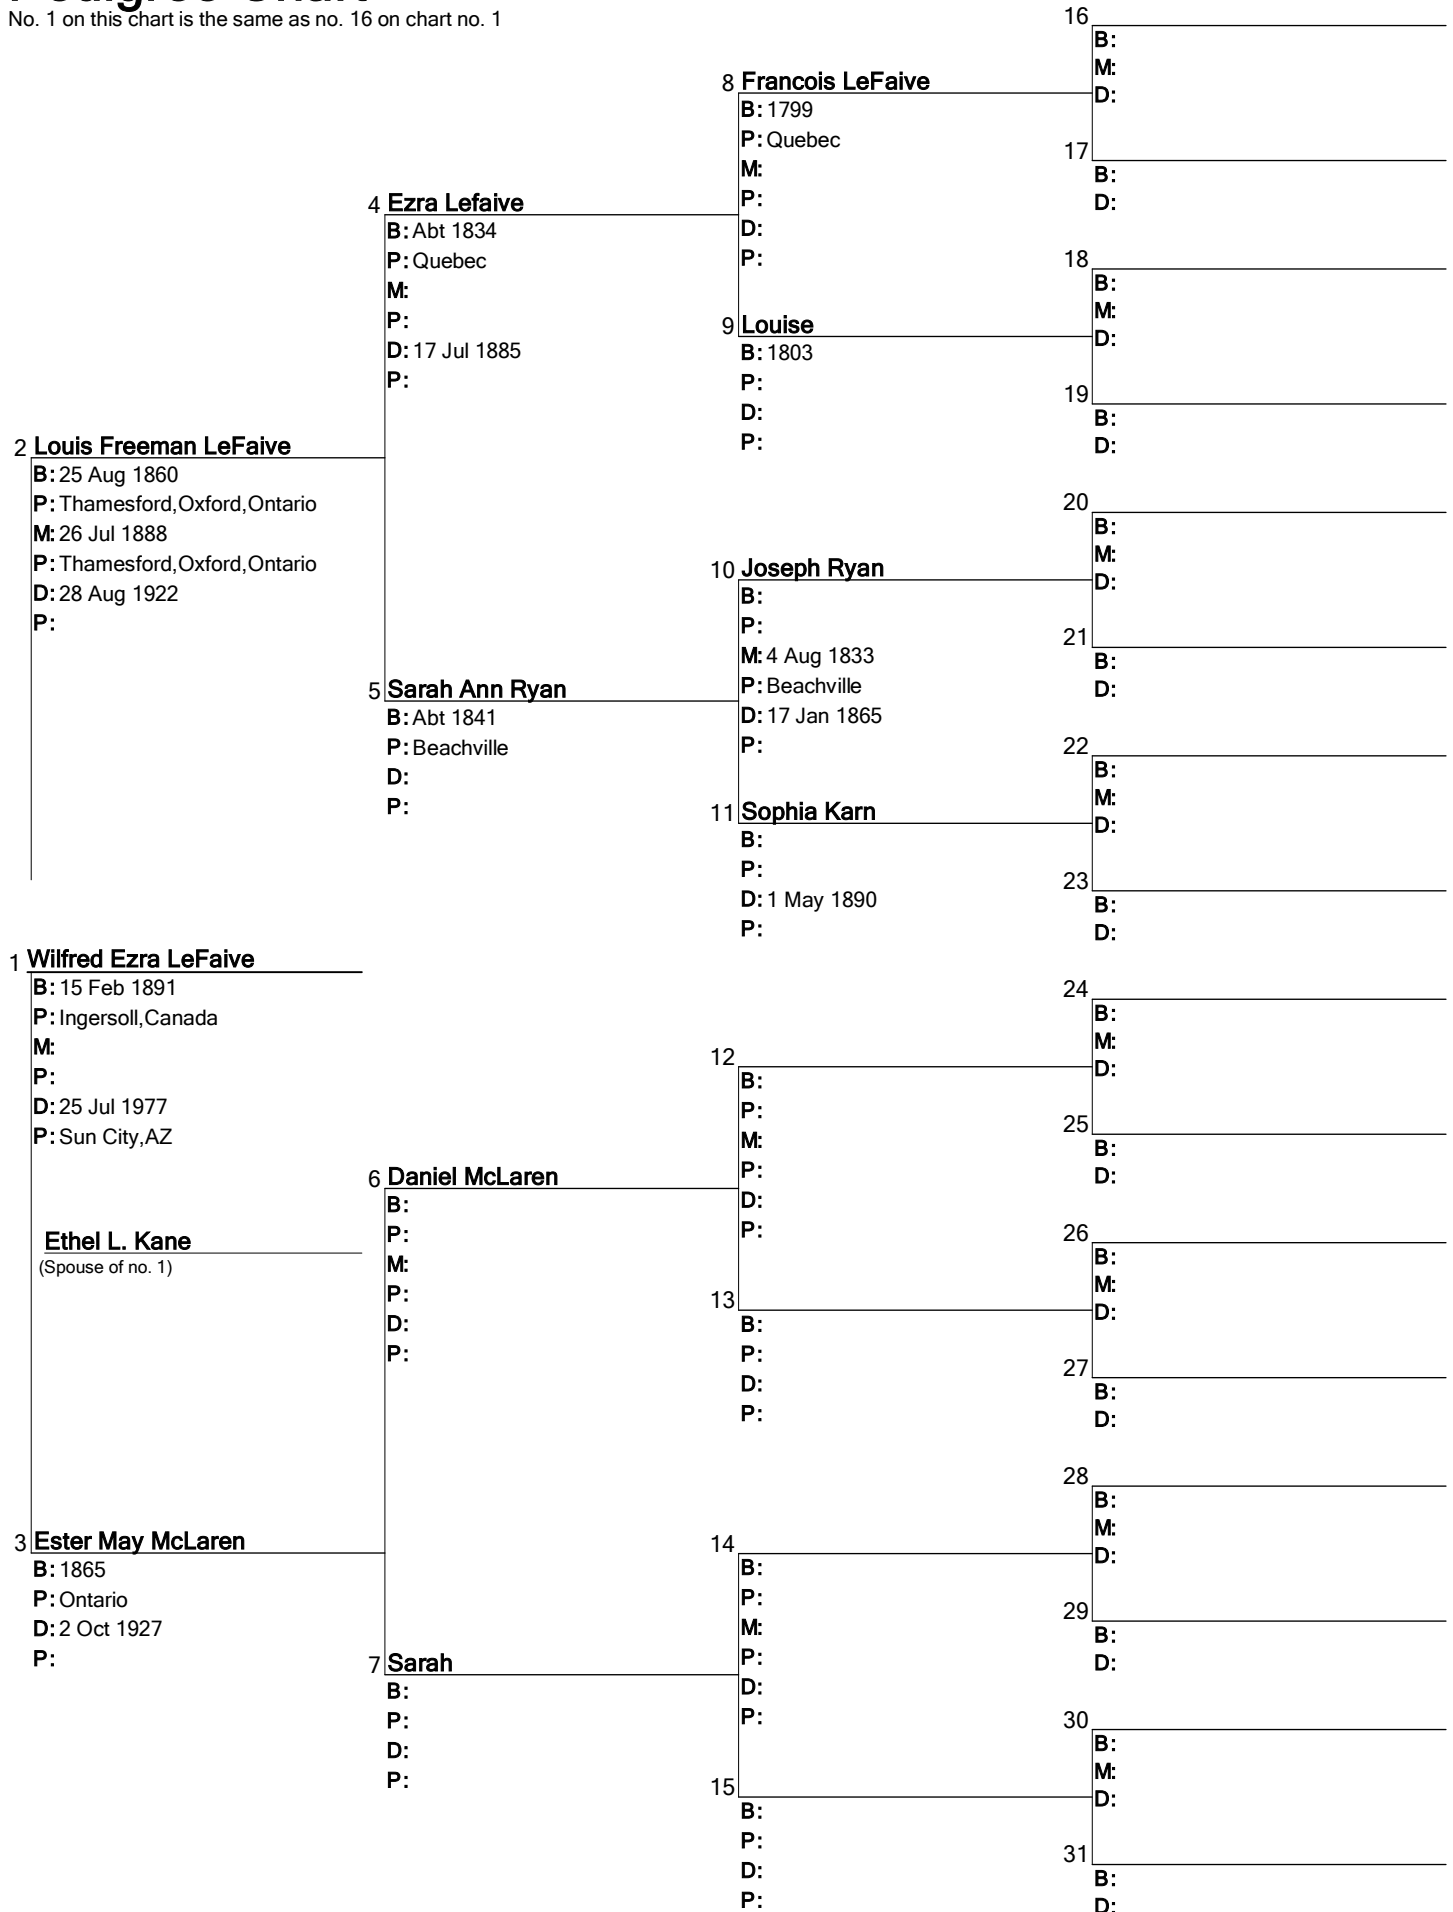 Pedigree Chart
No. 1 on this chart is the same as no. 16 on chart no. 1
2 Louis Freeman LeFaive
B: 25 Aug 1860
P: Thamesford,Oxford,Ontario
M: 26 Jul 1888
P: Thamesford,Oxford,Ontario
D: 28 Aug 1922
P:
1 Wilfred Ezra LeFaive
B: 15 Feb 1891
P: Ingersoll,Canada
M:
P:
D: 25 Jul 1977
P: Sun City,AZ
Ethel L. Kane
(Spouse of no. 1)
3 Ester May McLaren
B: 1865
P: Ontario
D: 2 Oct 1927
P:
4 Ezra Lefaive
B: Abt 1834
P: Quebec
M:
P:
D: 17 Jul 1885
P:
5 Sarah Ann Ryan
B: Abt 1841
P: Beachville
D:
P:
6 Daniel McLaren
B:
P:
M:
P:
D:
P:
7 Sarah
B:
P:
D:
P:
8 Francois LeFaive
B: 1799
P: Quebec
M:
P:
D:
P:
9 Louise
B: 1803
P:
D:
P:
10 Joseph Ryan
B:
P:
M: 4 Aug 1833
P: Beachville
D: 17 Jan 1865
P:
11 Sophia Karn
B:
P:
D: 1 May 1890
P:
12
B:
P:
M:
P:
D:
P:
13
B:
P:
D:
P:
14
B:
P:
M:
P:
D:
P:
15
B:
P:
D:
P:
16
B:
M:
D:
17
B:
D:
18
B:
M:
D:
19
B:
D:
20
B:
M:
D:
21
B:
D:
22
B:
M:
D:
23
B:
D:
24
B:
M:
D:
25
B:
D:
26
B:
M:
D:
27
B:
D:
28
B:
M:
D:
29
B:
D:
30
B:
M:
D:
31
B:
D: